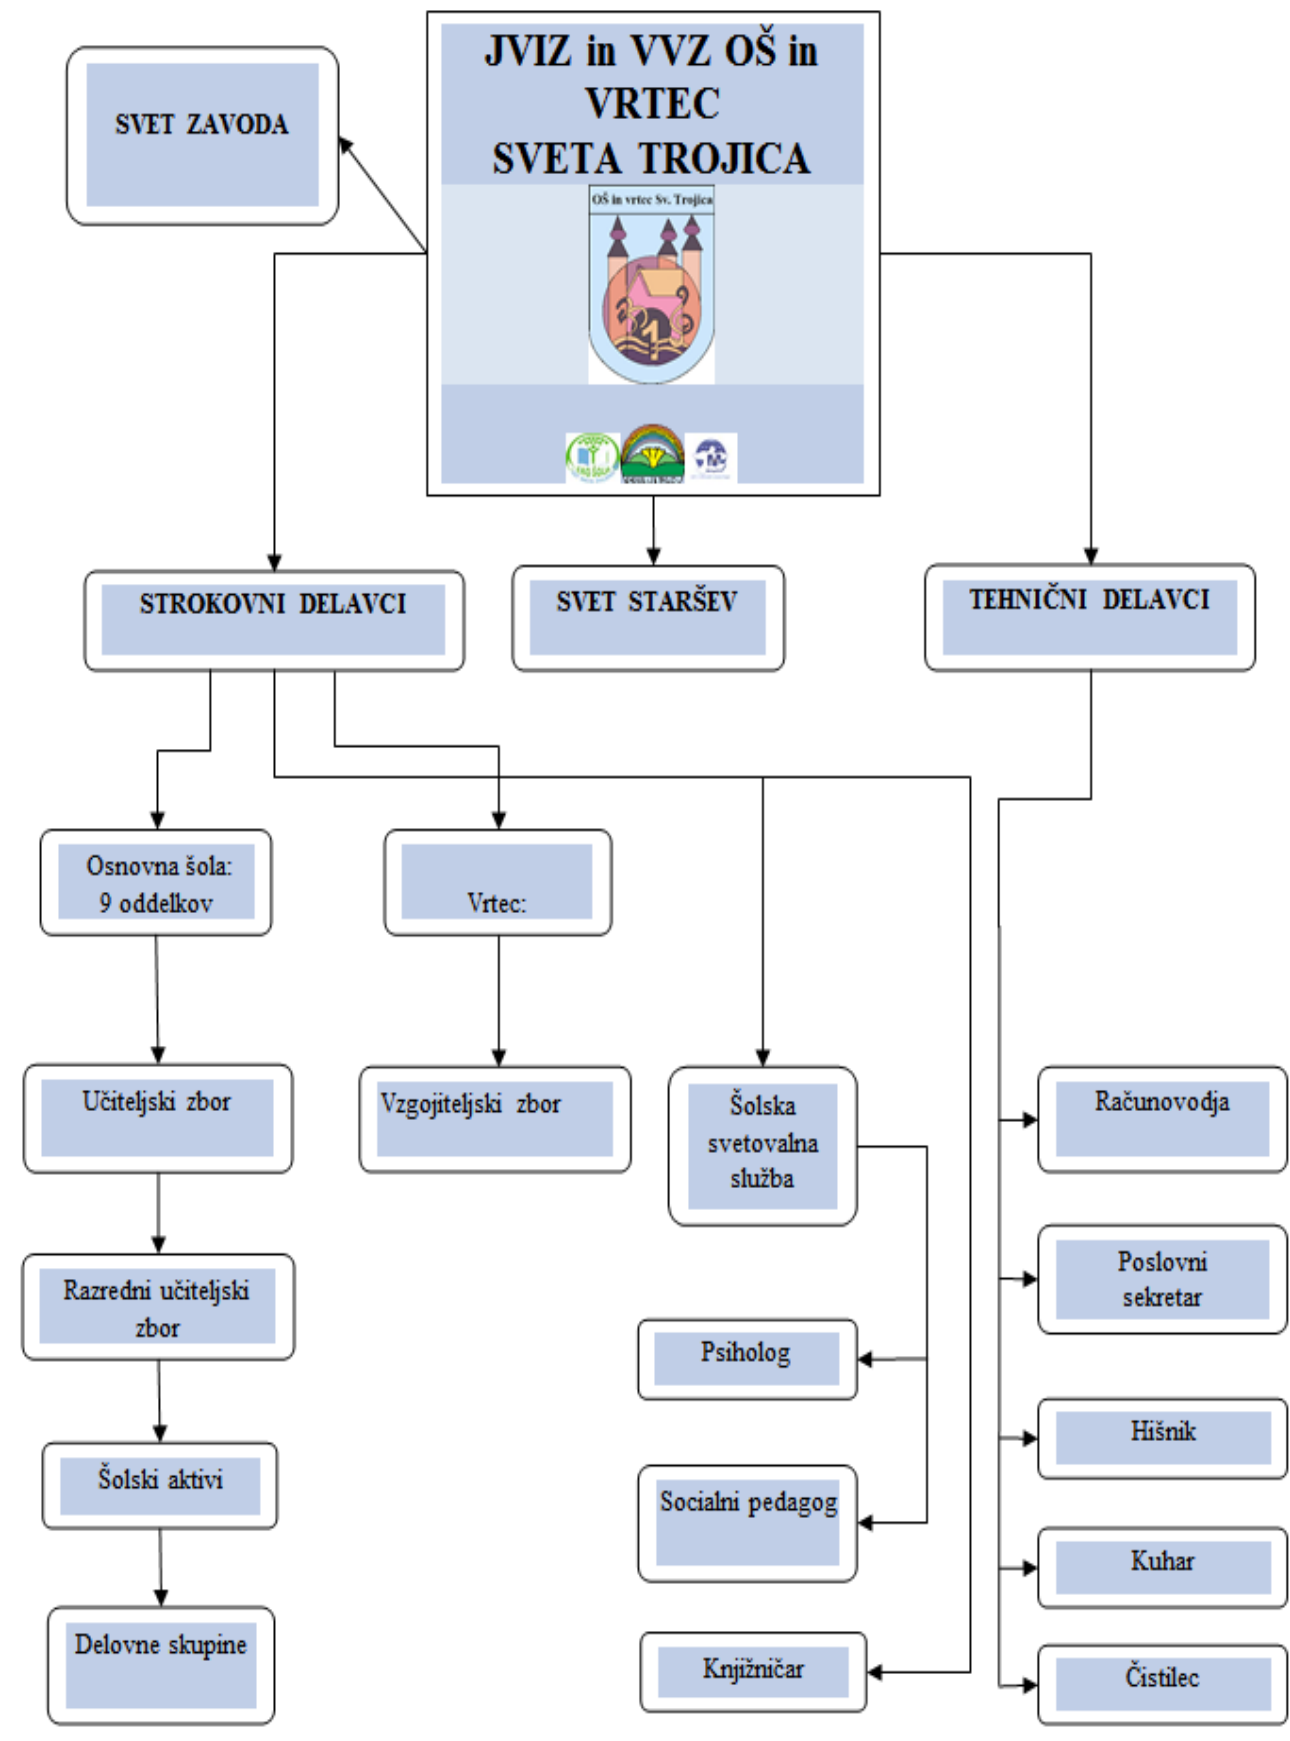 JVIZ in VVZ OŠ in
VRTEC
SVETA TROJICA
OŠ in vrtec Sv. Trojica
SVET ZAVODA
STROKOVNI DELAVCI
SVET STARŠEV
TEHNIČNI DELAVCI
Osnovna šola:
9 oddelkov
Vrtec:
Učiteljski zbor
Vzgojiteljski zbor
Šolska
svetovalna
služba
Računovodja
Razredni učiteljski
zbor
Poslovni
sekretar
Psiholog
Hišnik
Šolski aktivi
Socialni pedagog
Kuhar
Delovne skupine
Knjižničar
Čistilec